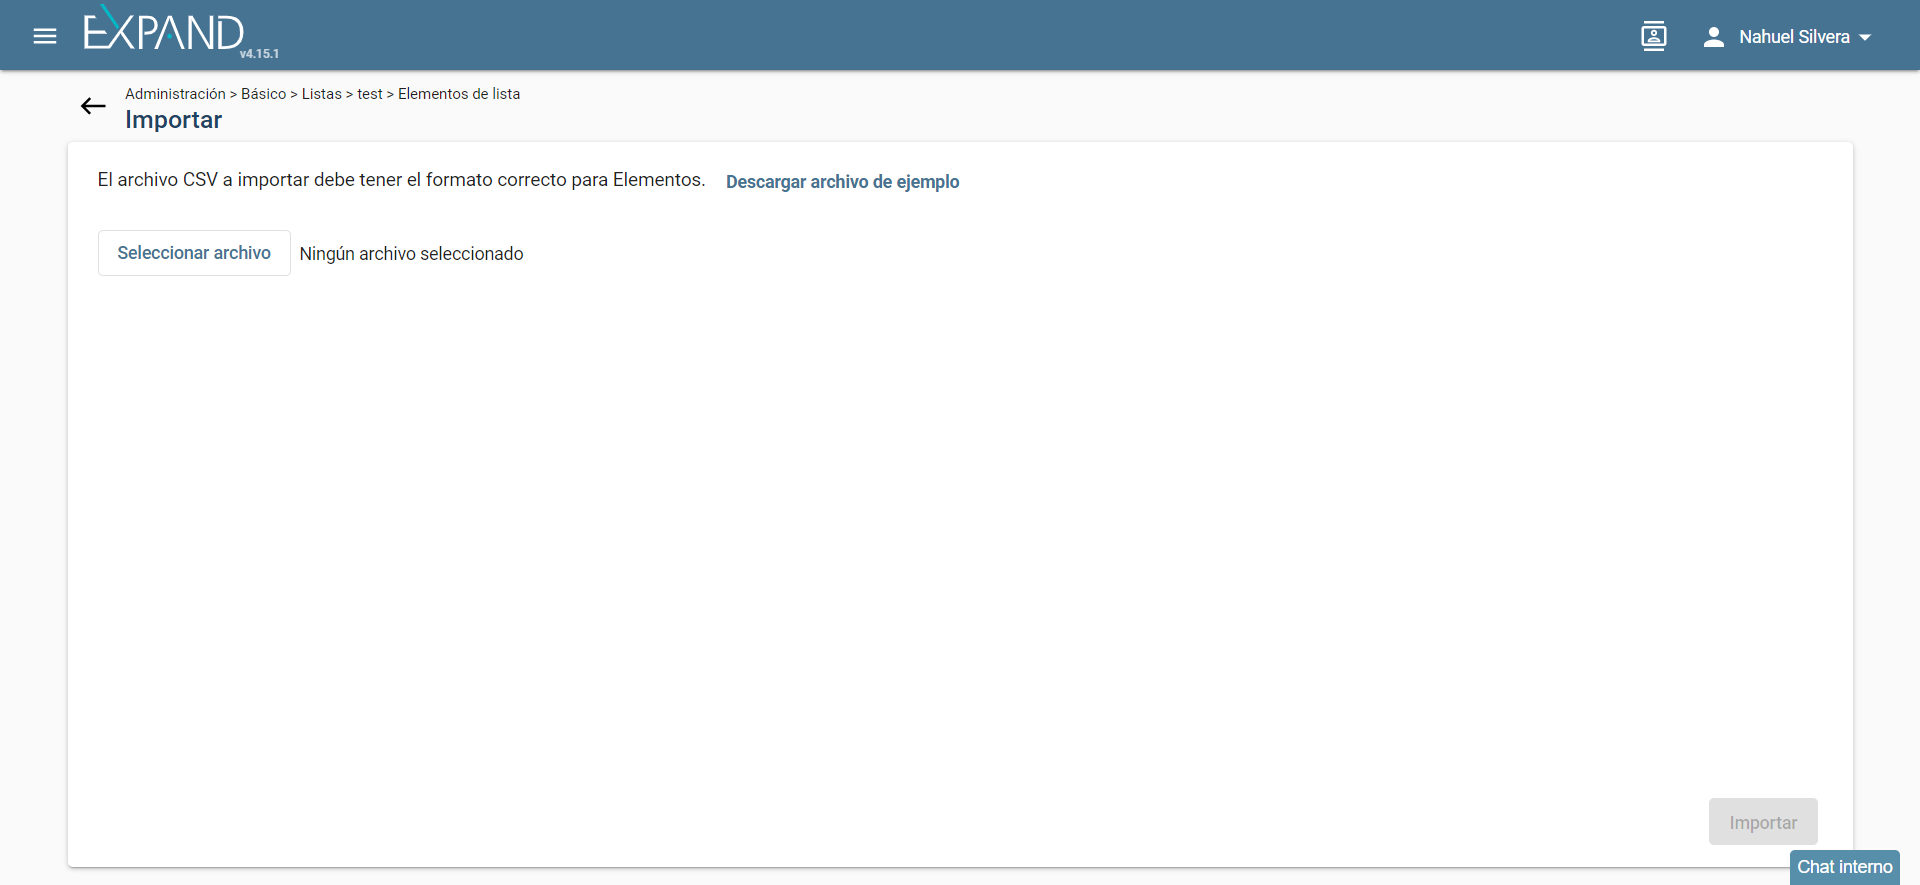 EXPAND
v4.15.1
Nahuel Silvera
Administración > Básico > Listas > test > Elementos de lista
Importar
El archivo CSV a importar debe tener el formato correcto para Elementos. Descargar archivo de ejemplo
Seleccionar archivo Ningún archivo seleccionado
Importar
Chat interno